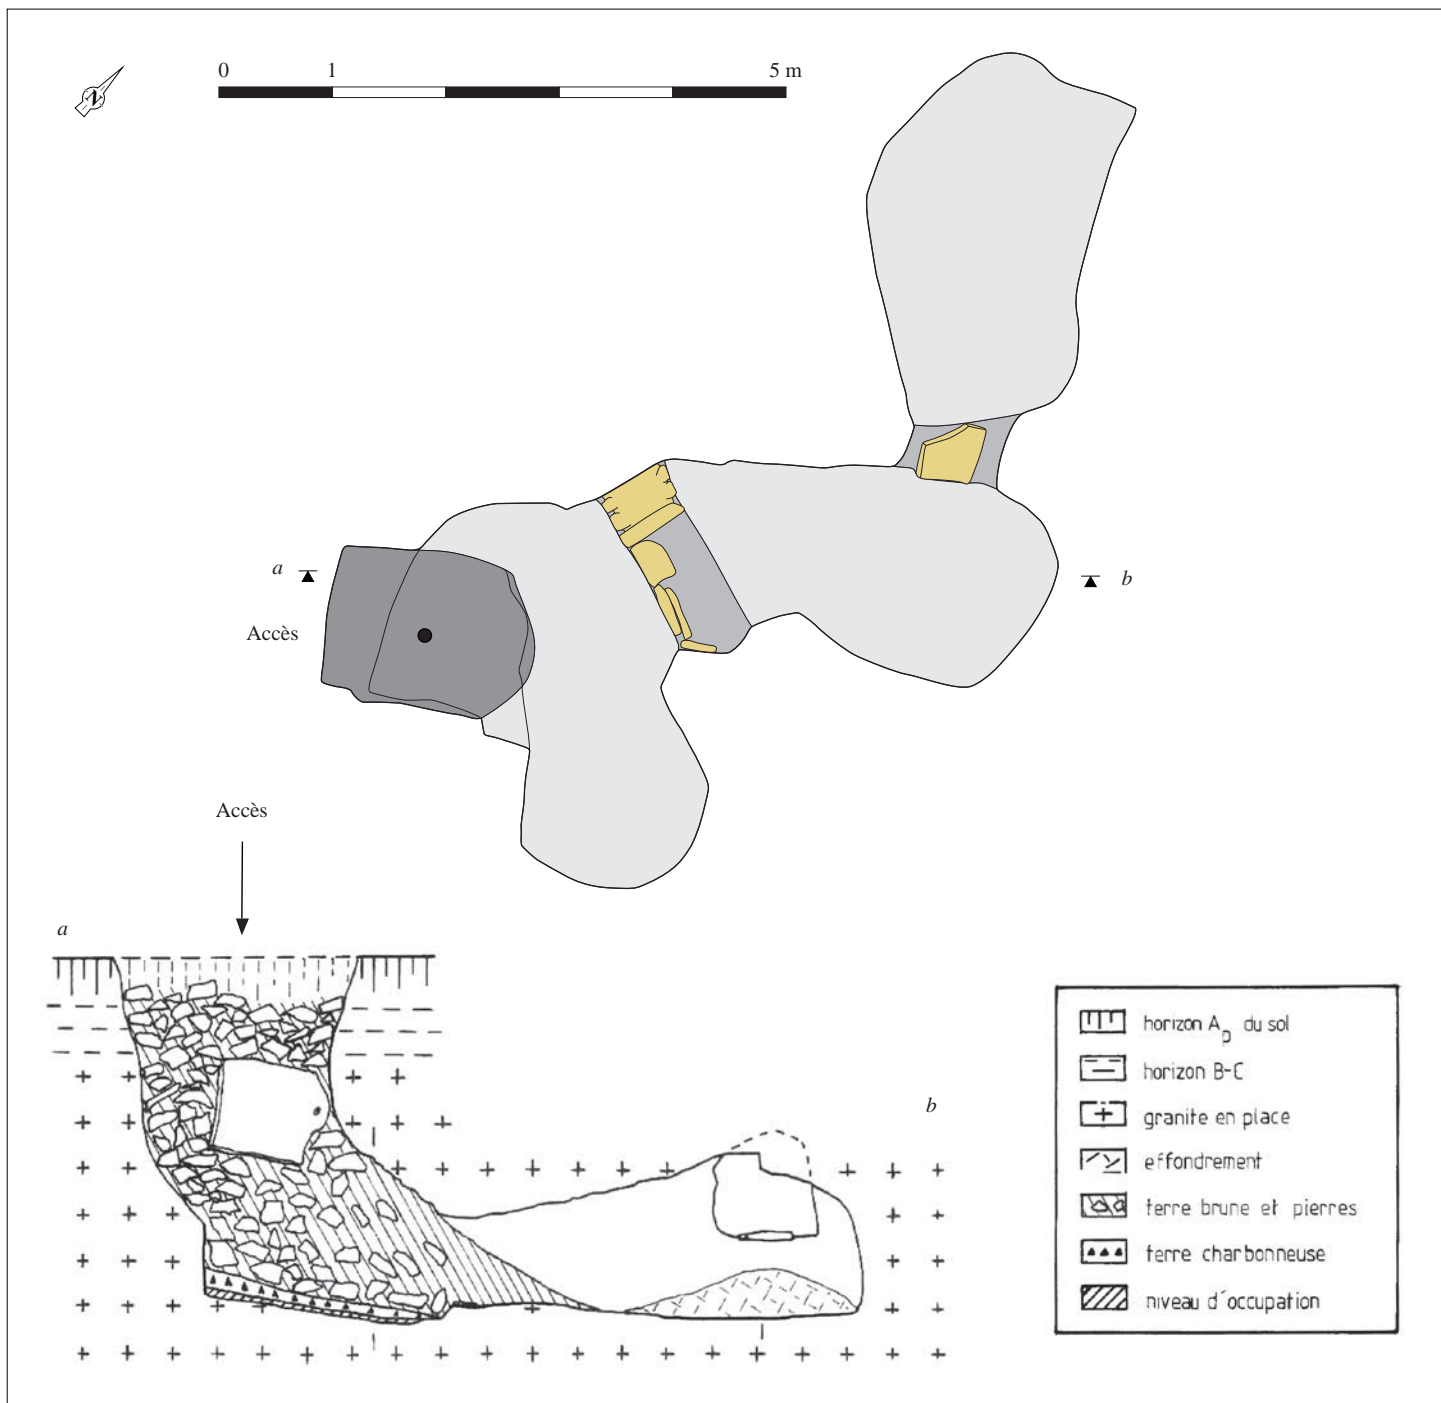 N
0 1 5 m
a
b
Accès
Accès
a
b
horizon Ap du sol
horizon B-C
granite en place
effondrement
terre brune et pierres
terre charbonneuse
niveau d'occupation